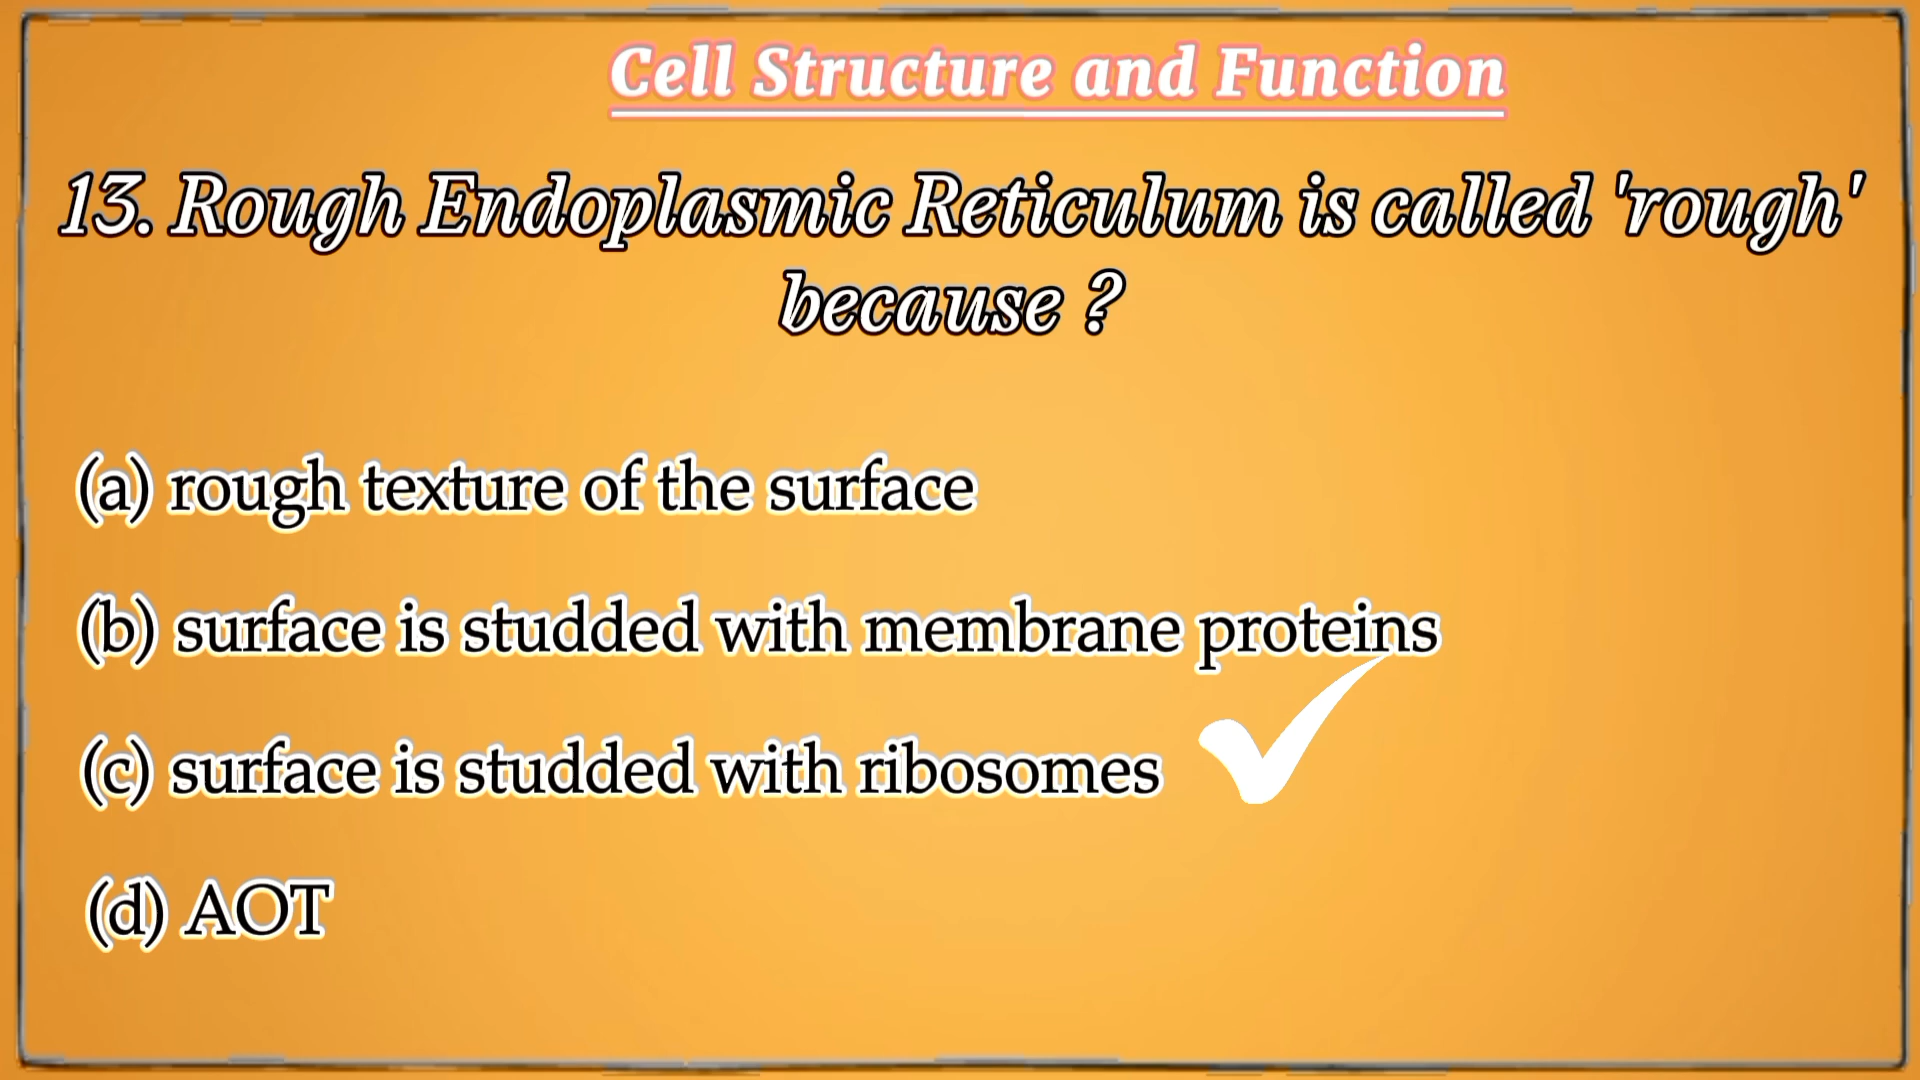 Cell Structure and Function
13. Rough Endoplasmic Reticulum is called 'rough'
because ?
(a) rough texture of the surface
(b) surface is studded with membrane proteins
(c) surface is studded with ribosomes
(d) AOT